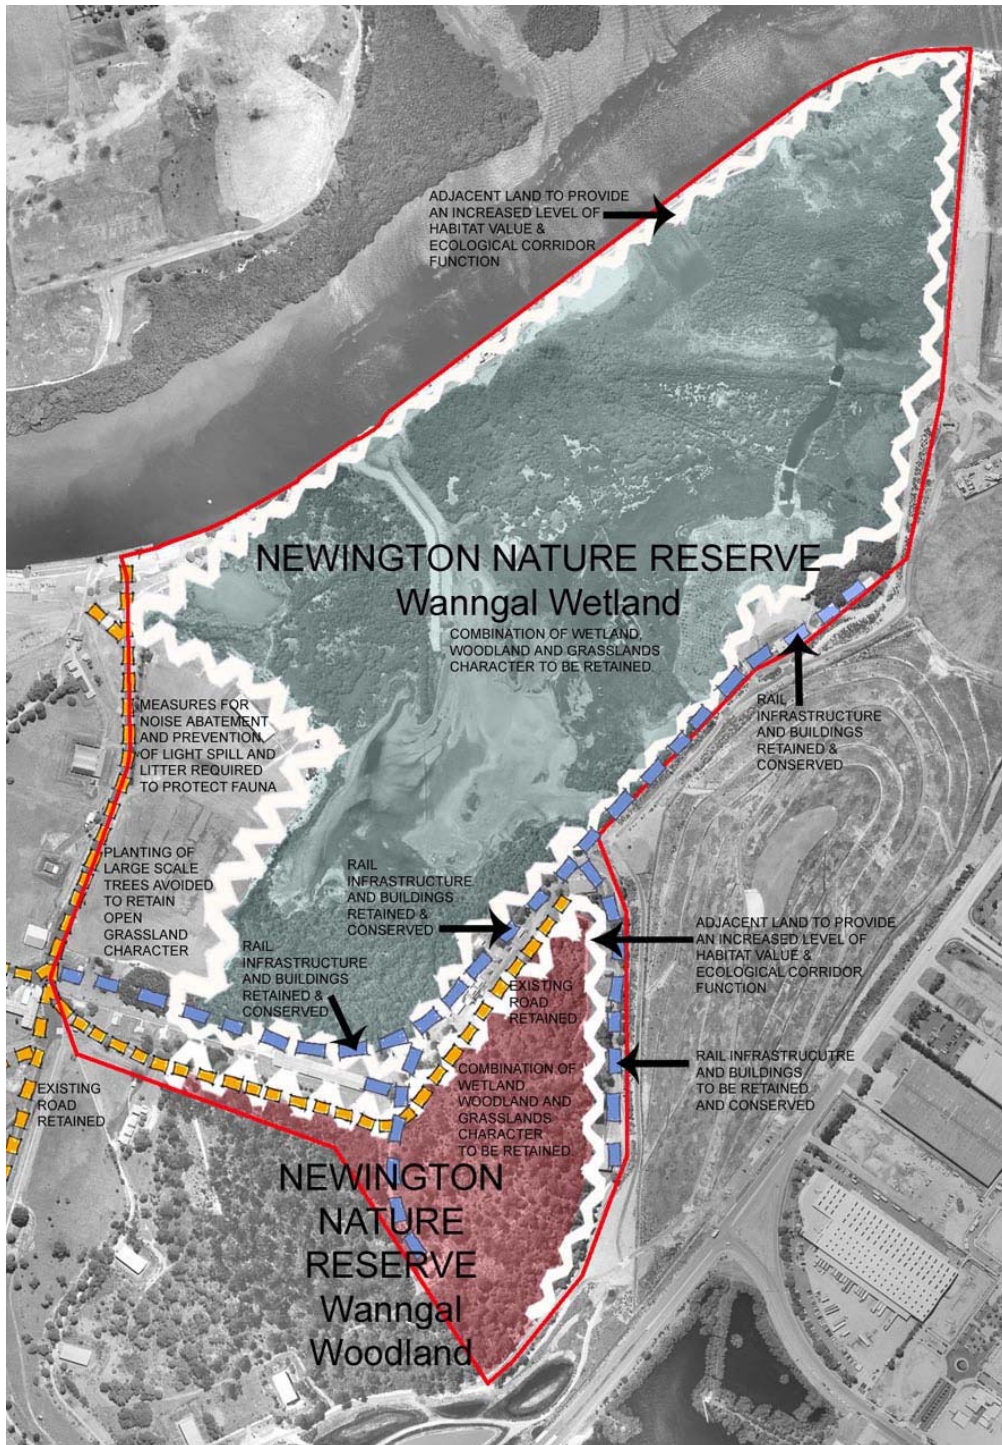 ADJACENT LAND TO PROVIDE
AN INCREASED LEVEL OF
HABITAT VALUE &
ECOLOGICAL CORRIDOR
FUNCTION
NEWINGTON NATURE RESERVE
Wanngal Wetland
COMBINATION OF WETLAND,
WOODLAND AND GRASSLANDS
CHARACTER TO BE RETAINED.
MEASURES FOR
NOISE ABATEMENT
AND PREVENTION
OF LIGHT SPILL AND
LITTER REQUIRED
TO PROTECT FAUNA
RAIL
INFRASTRUCTURE
AND BUILDINGS
RETAINED &
CONSERVED
PLANTING OF
LARGE SCALE
TREES AVOIDED
TO RETAIN
OPEN
GRASSLAND
CHARACTER
RAIL
INFRASTRUCTURE
AND BUILDINGS
RETAINED &
CONSERVED
RAIL
INFRASTRUCTURE
AND BUILDINGS
RETAINED &
CONSERVED
ADJACENT LAND TO PROVIDE
AN INCREASED LEVEL OF
HABITAT VALUE &
ECOLOGICAL CORRIDOR
FUNCTION
EXISTING
ROAD
RETAINED
EXISTING
ROAD
RETAINED
COMBINATION OF
WETLAND,
WOODLAND AND
GRASSLANDS
CHARACTER
TO BE RETAINED.
RAIL INFRASTRUCUTRE
AND BUILDINGS
TO BE RETAINED
AND CONSERVED
NEWINGTON
NATURE
RESERVE
Wanngal
Woodland